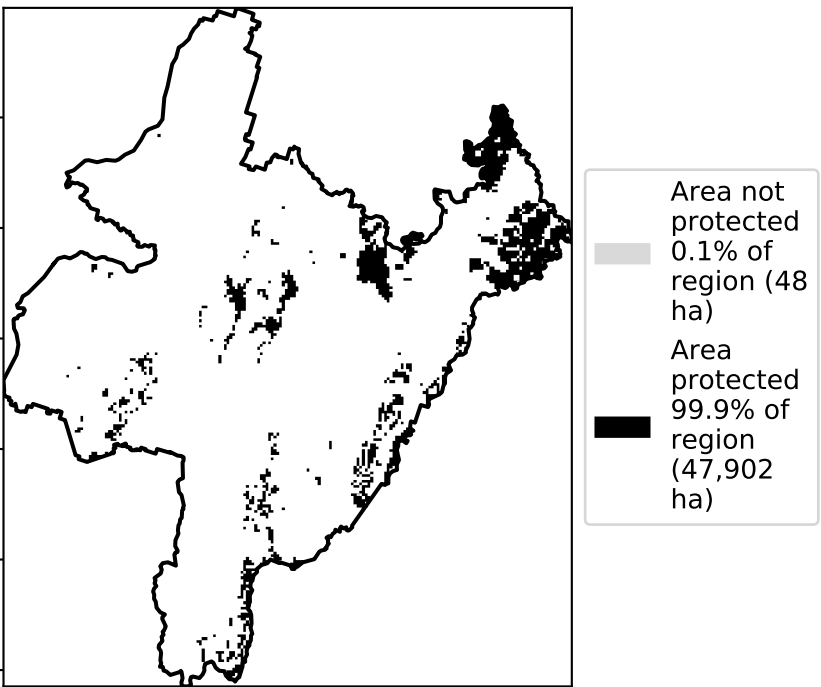 Area not
protected
0.1% of
region (48
ha)
Area
protected
99.9% of
region
(47,902
ha)